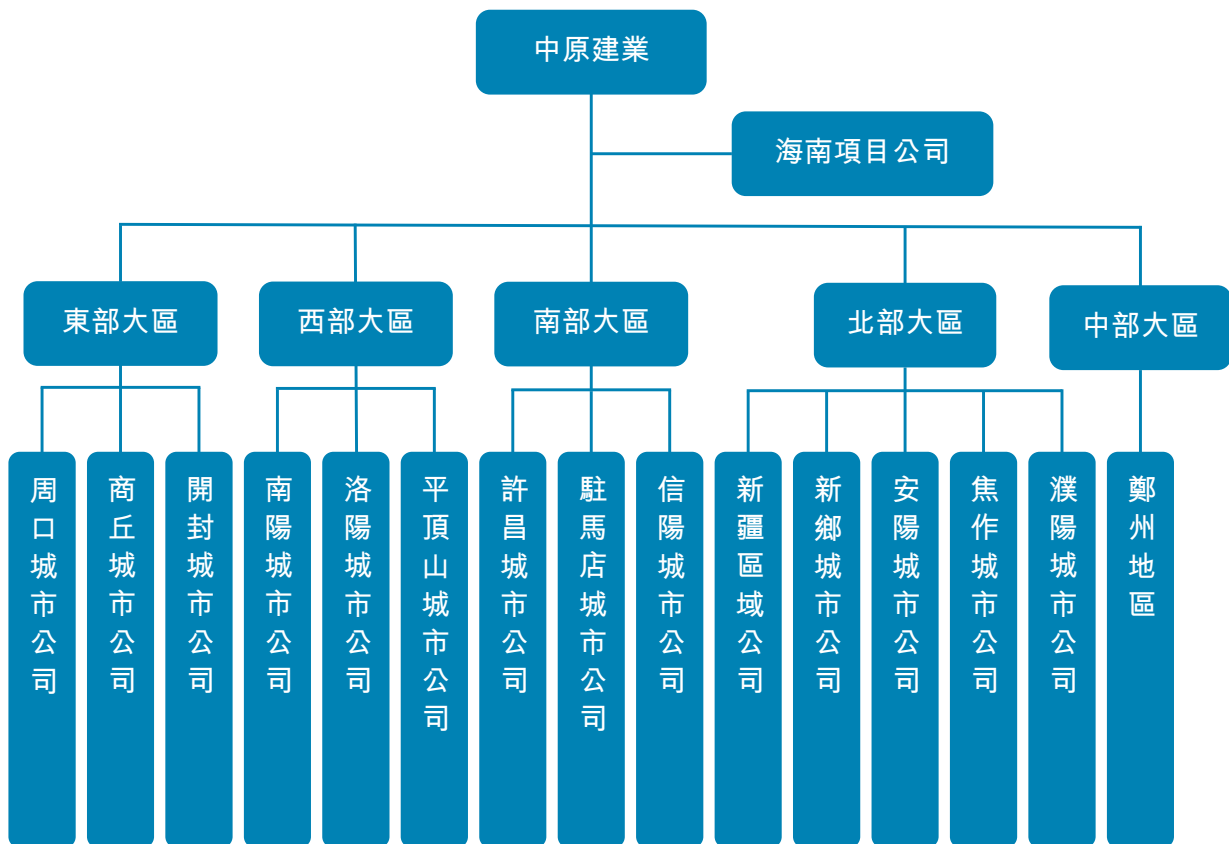 中原建業
海南項目公司
東部大區
西部大區
南部大區
北部大區
中部大區
周口城市公司
商丘城市公司
開封城市公司
南陽城市公司
洛陽城市公司
平頂山城市公司
許昌城市公司
駐馬店城市公司
信陽城市公司
新疆區域公司
新鄉城市公司
安陽城市公司
焦作城市公司
濮陽城市公司
鄭州地區